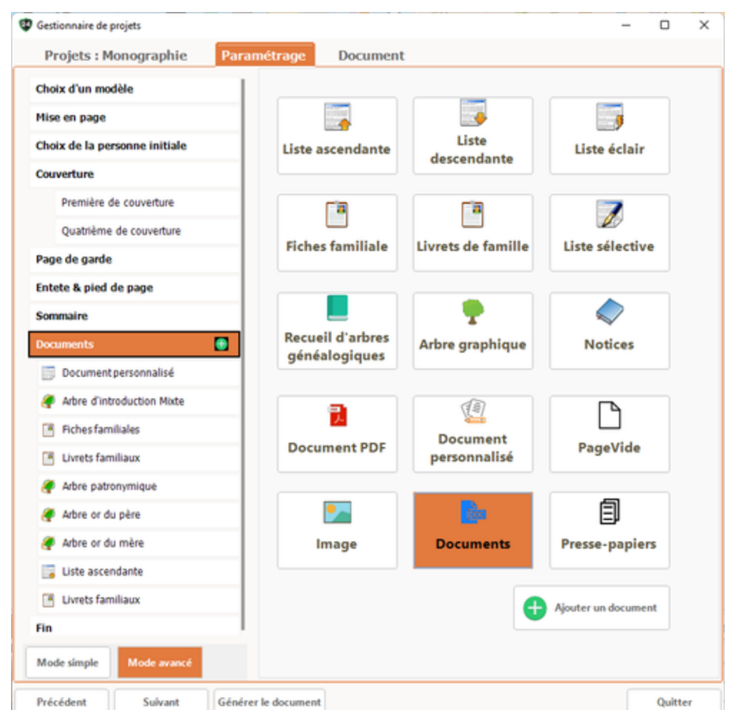 Gestionnaire de projets
Projets : Monographie
Paramétrage
Document
Choix d'un modèle
Mise en page
Choix de la personne initiale
Couverture
Première de couverture
Quatrième de couverture
Page de garde
Entete & pied de page
Sommaire
Documents
Document personnalisé
Arbre d'introduction Mixte
Fiches familiales
Livrets familiaux
Arbre patronymique
Arbre or du père
Arbre or du mère
Liste ascendante
Livrets familiaux
Fin
Mode simple
Mode avancé
Liste ascendante
Liste
descendante
Liste éclair
Fiches familiale
Livrets de famille
Liste sélective
Recueil d'arbres
généalogiques
Arbre graphique
Notices
Document PDF
Document
personnalisé
PageVide
Image
Documents
Presse-papiers
Ajouter un document
Précédent
Suivant
Générer le document
Quitter